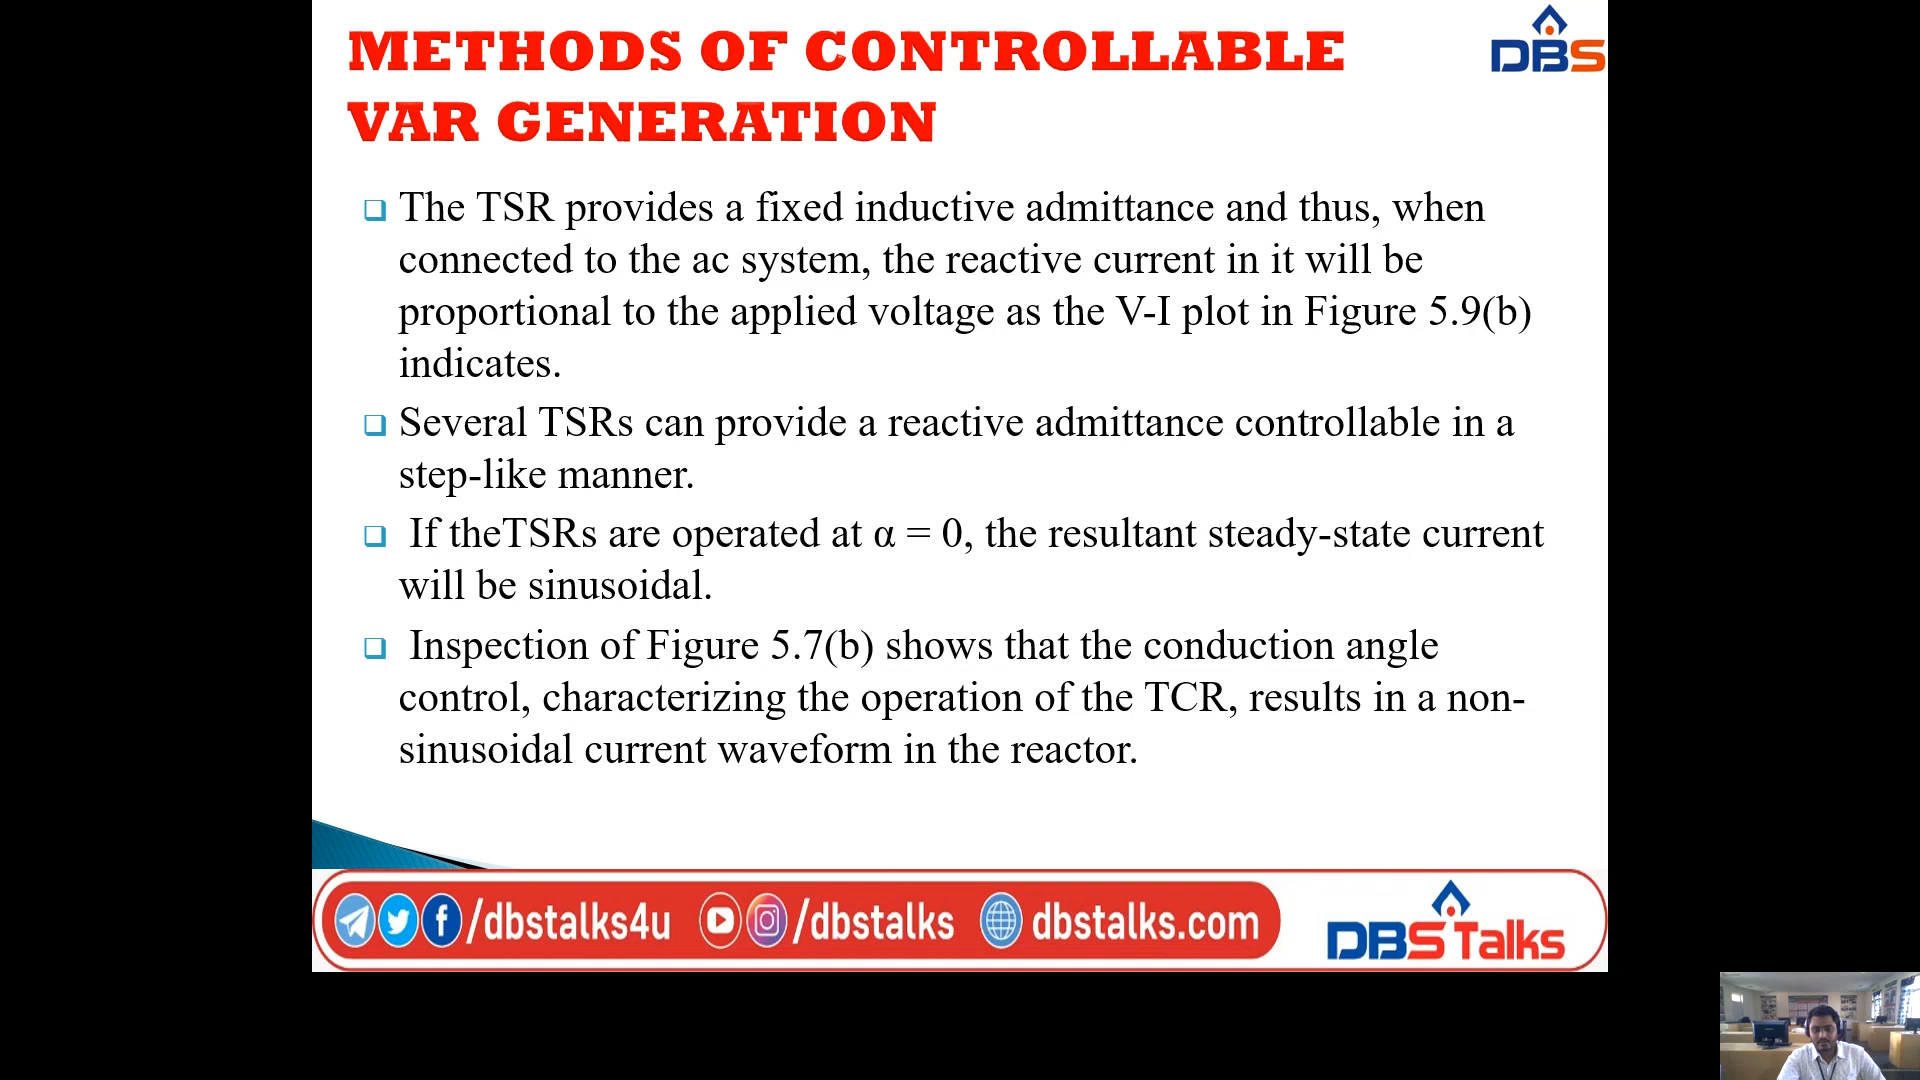 METHODS OF CONTROLLABLE
VAR GENERATION
DBS
The TSR provides a fixed inductive admittance and thus, when
connected to the ac system, the reactive current in it will be
proportional to the applied voltage as the V-I plot in Figure 5.9(b)
indicates.
Several TSRs can provide a reactive admittance controllable in a
step-like manner.
If theTSRs are operated at α = 0, the resultant steady-state current
will be sinusoidal.
Inspection of Figure 5.7(b) shows that the conduction angle
control, characterizing the operation of the TCR, results in a non-
sinusoidal current waveform in the reactor.
/dbstalks4u /dbstalks dbstalks.com
DBS Talks